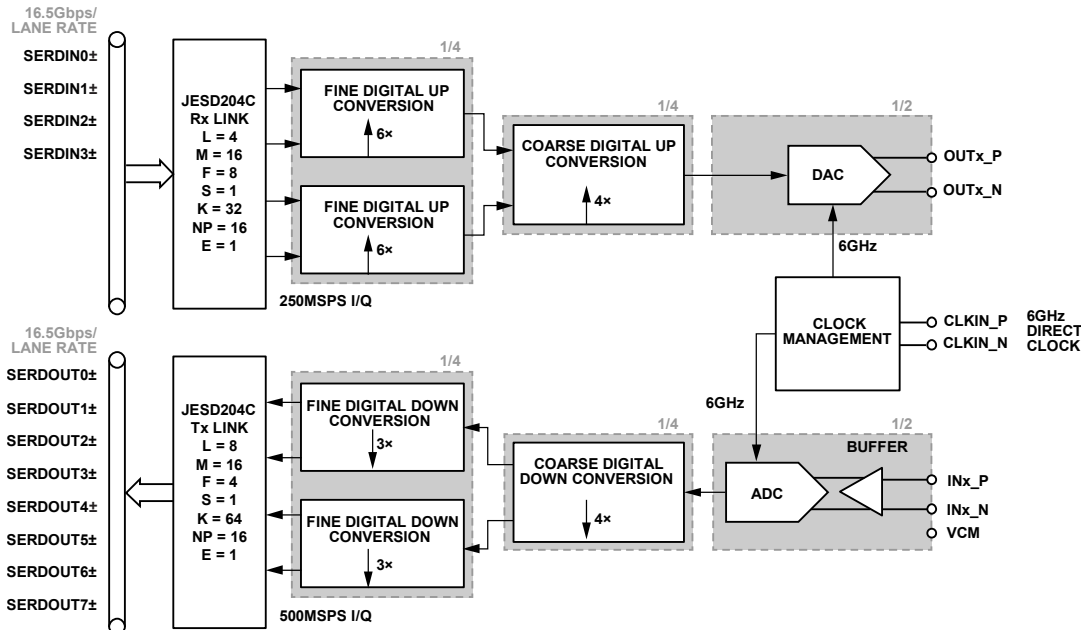 16.5Gbps/
LANE RATE
SERDIN0±
SERDIN1±
SERDIN2±
SERDIN3±
JESD204C
Rx LINK
L = 4
M = 16
F = 8
S = 1
K = 32
NP = 16
E = 1
1/4
FINE DIGITAL UP
CONVERSION
6×
FINE DIGITAL UP
CONVERSION
6×
250MSPS I/Q
1/4
COARSE DIGITAL UP
CONVERSION
4×
1/2
DAC
OUTx_P
OUTx_N
6GHz
CLOCK
MANAGEMENT
CLKIN_P
CLKIN_N
6GHz
DIRECT
CLOCK
16.5Gbps/
LANE RATE
SERDOUT0±
SERDOUT1±
SERDOUT2±
SERDOUT3±
SERDOUT4±
SERDOUT5±
SERDOUT6±
SERDOUT7±
JESD204C
Tx LINK
L = 8
M = 16
F = 4
S = 1
K = 64
NP = 16
E = 1
1/4
FINE DIGITAL DOWN
CONVERSION
3×
FINE DIGITAL DOWN
CONVERSION
3×
500MSPS I/Q
1/4
COARSE DIGITAL
DOWN CONVERSION
4×
6GHz
1/2
BUFFER
ADC
INx_P
INx_N
VCM